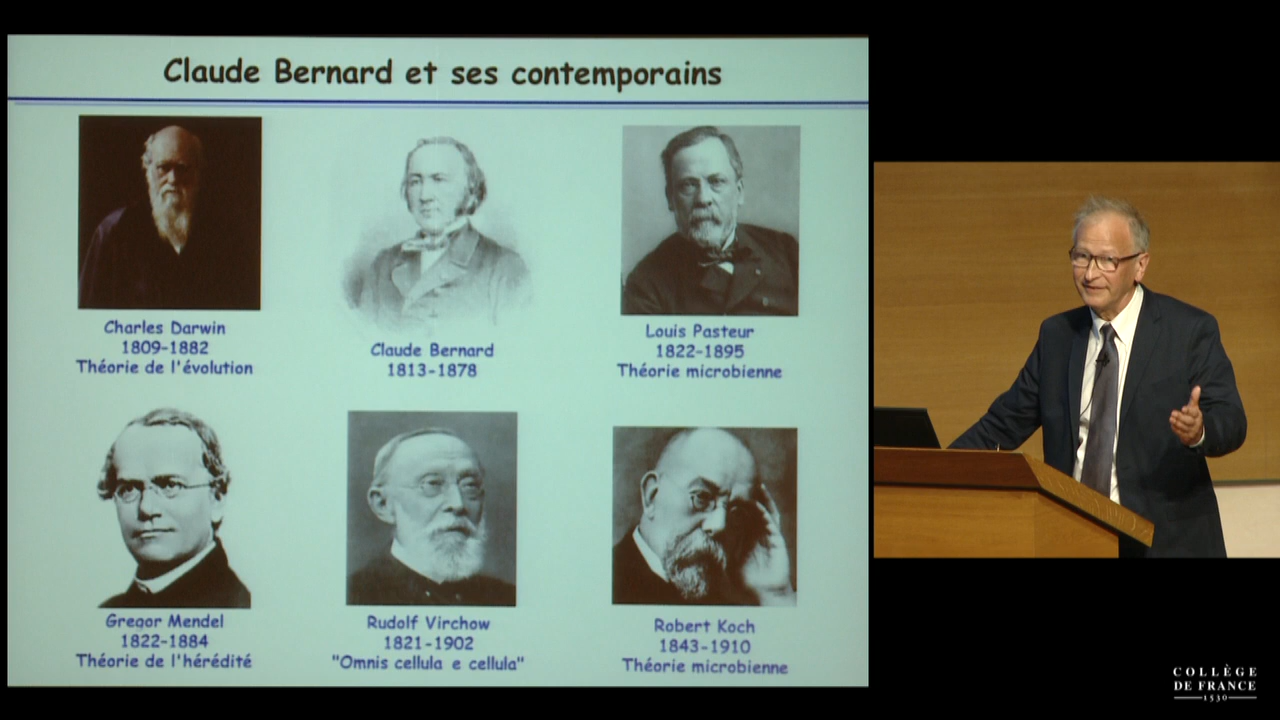 Claude Bernard et ses contemporains
Charles Darwin
1809-1882
Théorie de l'évolution
Claude Bernard
1813-1878
Louis Pasteur
1822-1895
Théorie microbienne
Gregor Mendel
1822-1884
Théorie de l'hérédité
Rudolf Virchow
1821-1902
"Omnis cellula e cellula"
Robert Koch
1843-1910
Théorie microbienne
COLLÈGE
DE FRANCE
1530